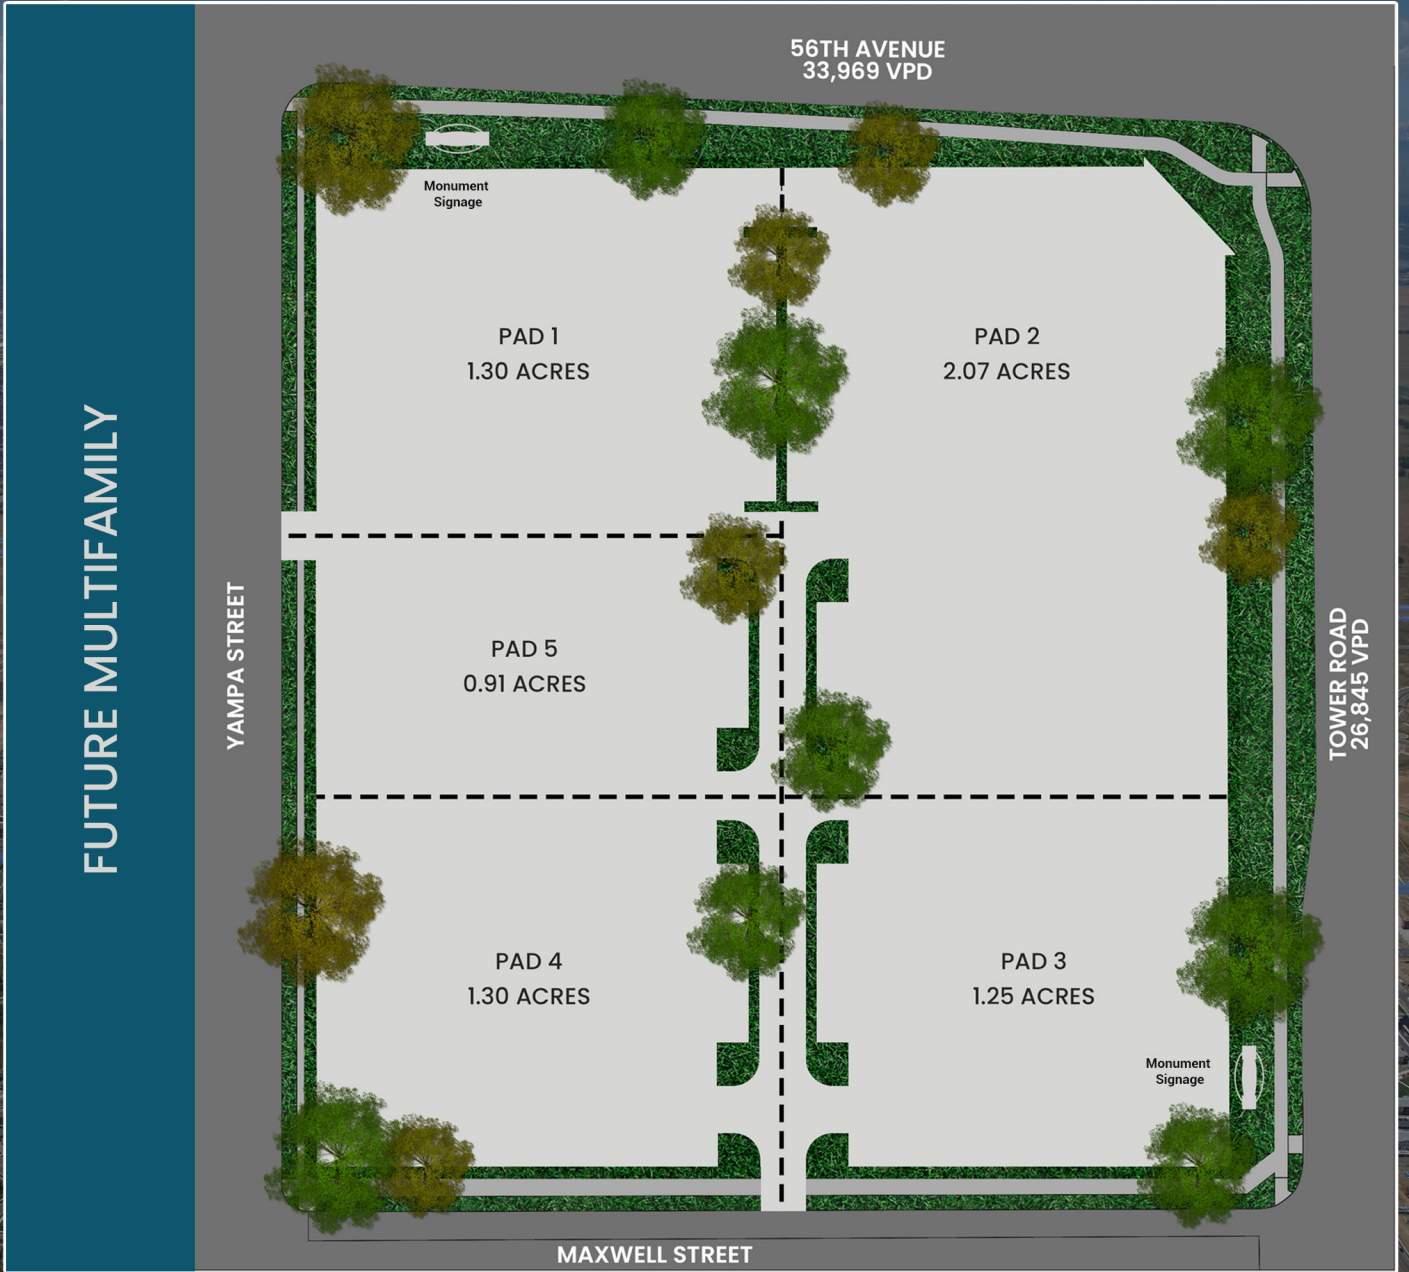 56TH AVENUE
33,969 VPD
Monument
Signage
PAD 1
1.30 ACRES
PAD 2
2.07 ACRES
FUTURE MULTIFAMILY
YAMPA STREET
PAD 5
0.91 ACRES
TOWER ROAD
26,845 VPD
PAD 4
1.30 ACRES
PAD 3
1.25 ACRES
Monument
Signage
MAXWELL STREET